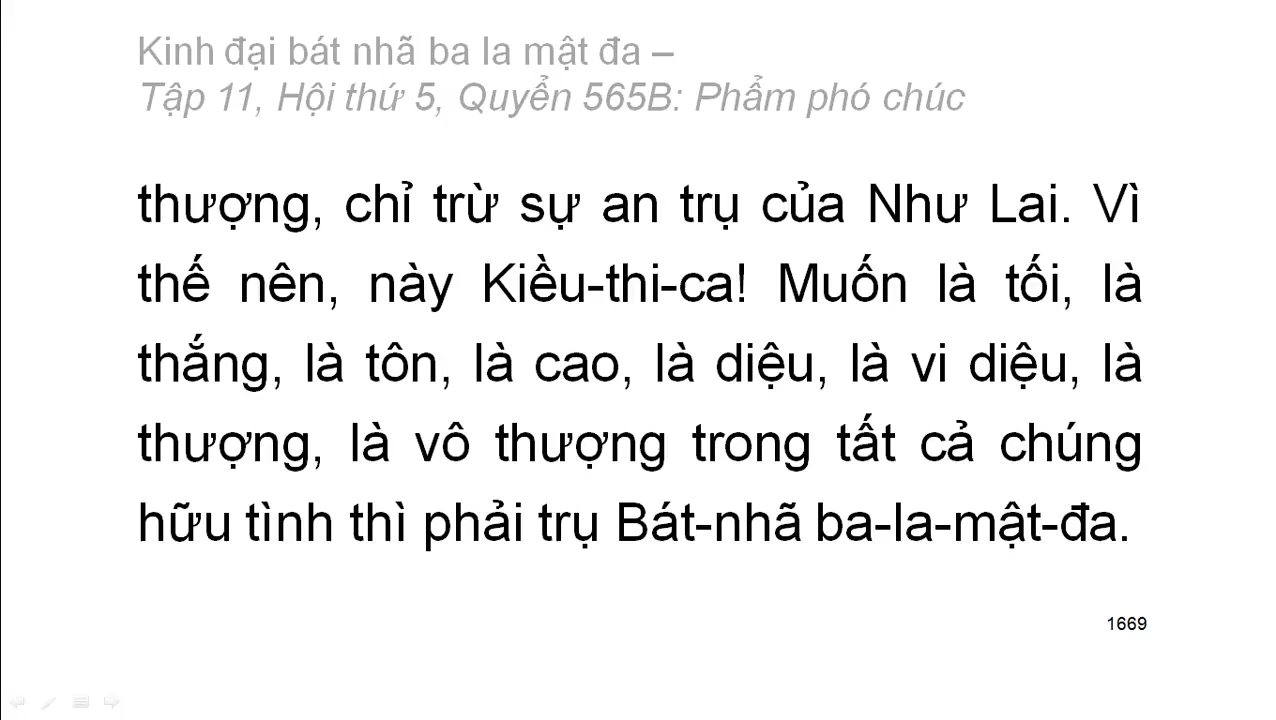 Kinh đại bát nhã ba la mật đa –
Tập 11, Hội thứ 5, Quyển 565B: Phẩm phó chúc
thượng, chỉ trừ sự an trụ của Như Lai. Vì
thế nên, này Kiều-thi-ca! Muốn là tối, là
thắng, là tôn, là cao, là diệu, là vi diệu, là
thượng, là vô thượng trong tất cả chúng
hữu tình thì phải trụ Bát-nhã ba-la-mật-đa.
1669